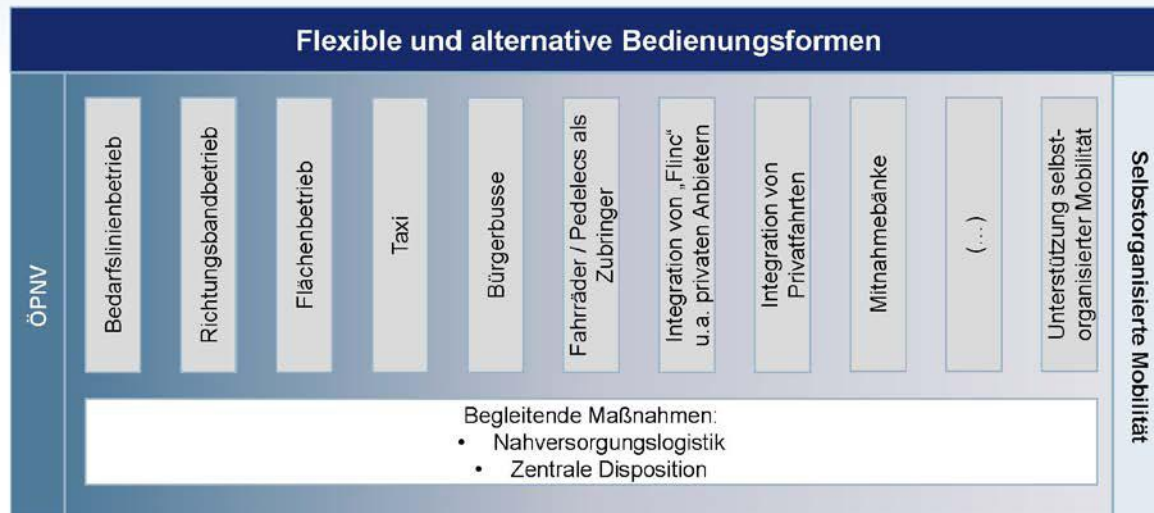 Flexible und alternative Bedienungsformen
ÖPNV
Bedarfslinienbetrieb
Richtungsbandbetrieb
Flächenbetrieb
Taxi
Bürgerbusse
Fahrräder / Pedelecs als
Zubringer
Integration von „Flinc“
u.a. privaten Anbietern
Integration von
Privatfahrten
Mitnahmebänke
(…)
Unterstützung selbst-
organisierter Mobilität
Selbstorganisierte Mobilität
Begleitende Maßnahmen:
• Nahversorgungslogistik
• Zentrale Disposition